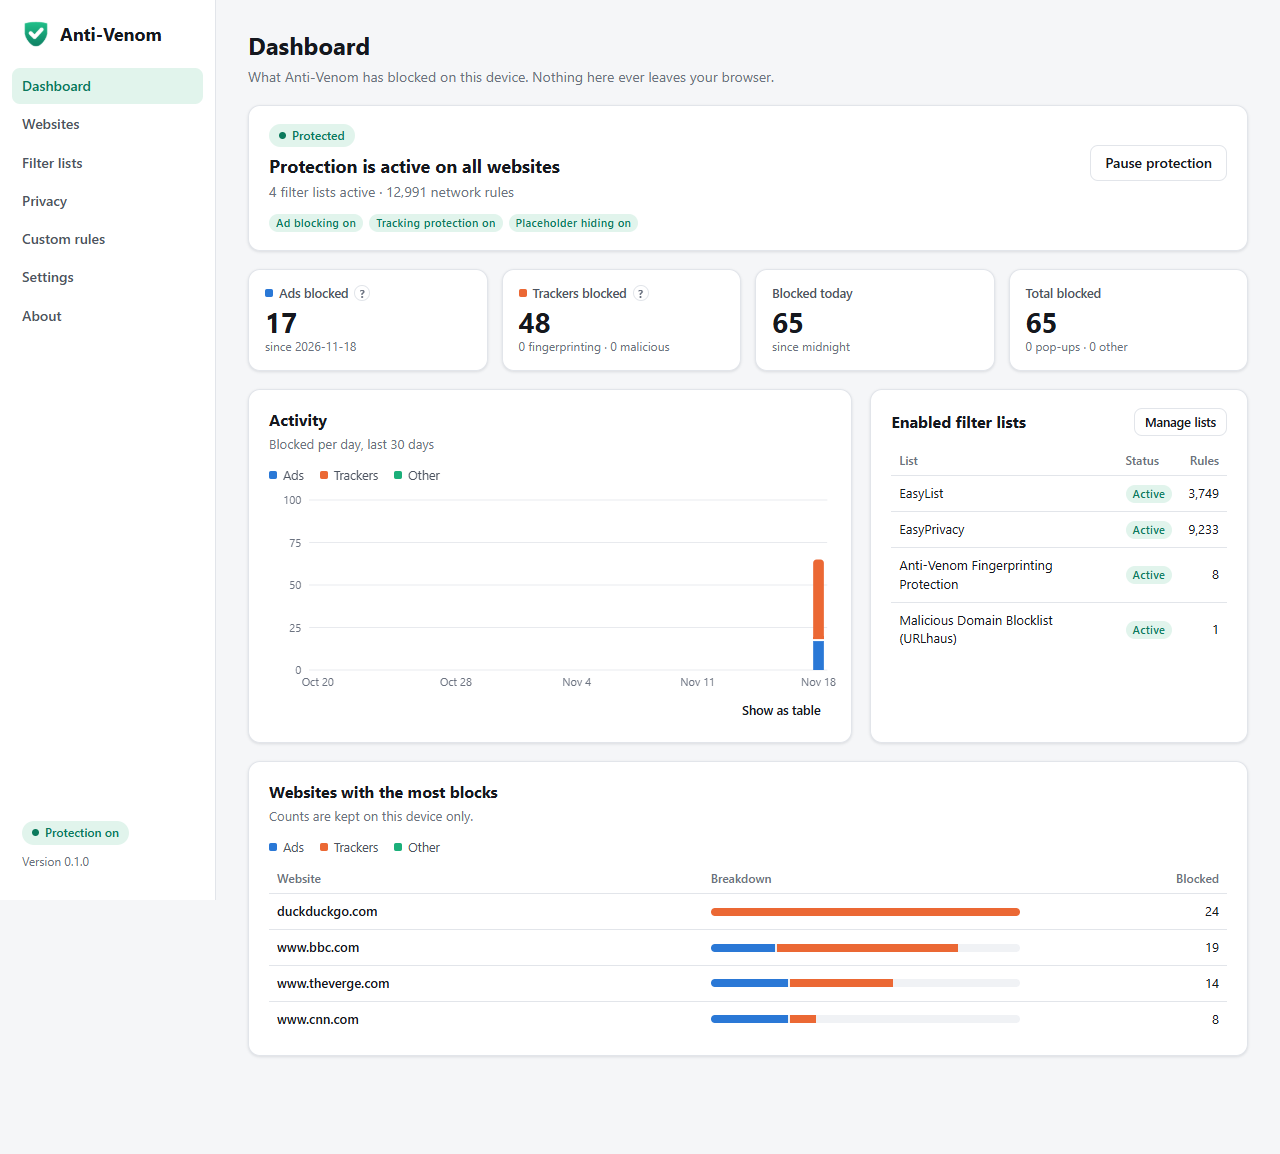 Anti-Venom
Dashboard
Websites
Filter lists
Privacy
Custom rules
Settings
About
Protection on
Version 0.1.0
Dashboard
What Anti-Venom has blocked on this device. Nothing here ever leaves your browser.
Protected
Protection is active on all websites
4 filter lists active · 12,991 network rules
Ad blocking on Tracking protection on Placeholder hiding on
Pause protection
Ads blocked ?
17
since 2026-11-18
Trackers blocked ?
48
0 fingerprinting · 0 malicious
Blocked today
65
since midnight
Total blocked
65
0 pop-ups · 0 other
Activity
Blocked per day, last 30 days
Ads Trackers Other
100
75
50
25
0
Oct 20 Oct 28 Nov 4 Nov 11 Nov 18
Show as table
Enabled filter lists Manage lists
List Status Rules
EasyList Active 3,749
EasyPrivacy Active 9,233
Anti-Venom Fingerprinting
Protection Active 8
Malicious Domain Blocklist
(URLhaus) Active 1
Websites with the most blocks
Counts are kept on this device only.
Ads Trackers Other
Website Breakdown Blocked
duckduckgo.com 24
www.bbc.com 19
www.theverge.com 14
www.cnn.com 8